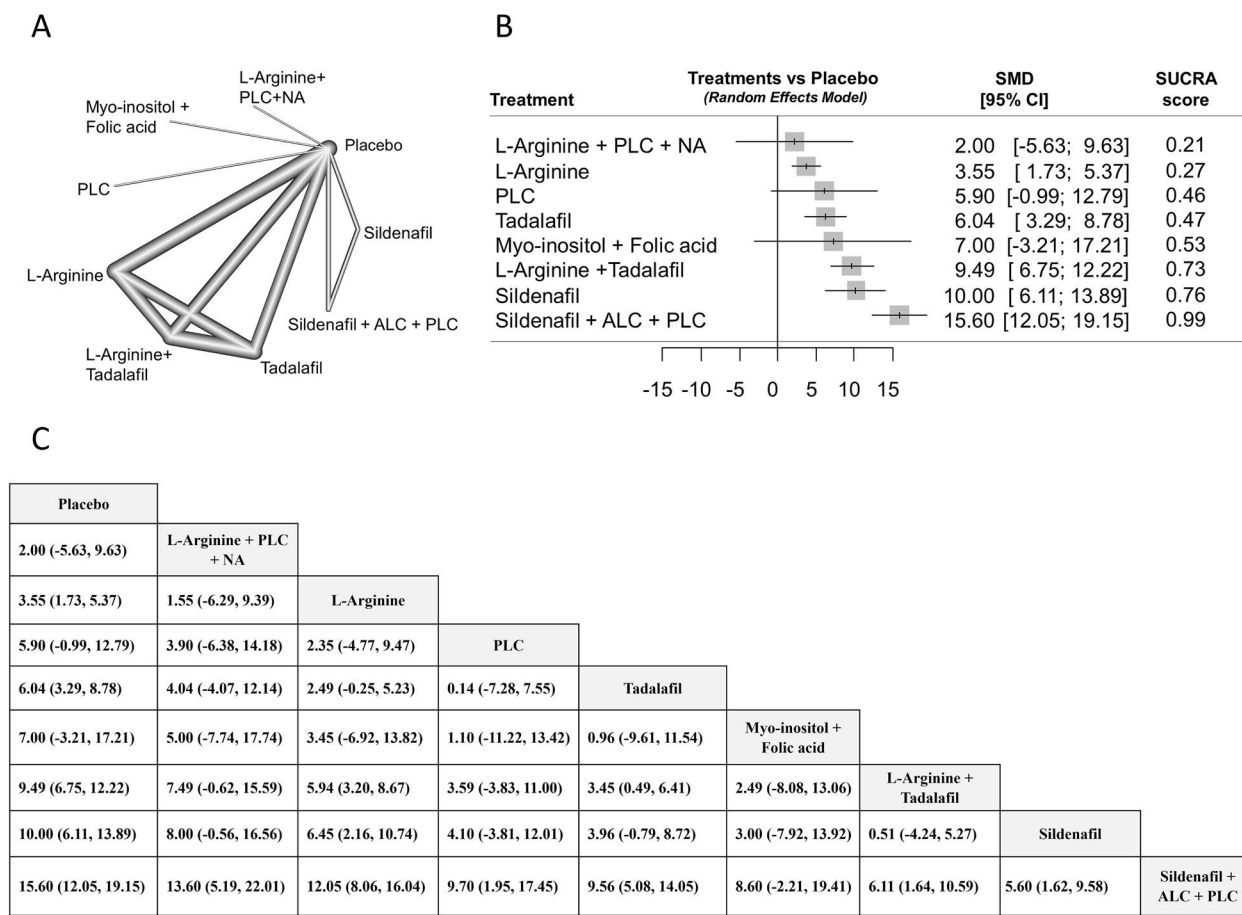 A
L-Arginine+
PLC+NA
Myo-inositol +
Folic acid
Placebo
PLC
Sildenafil
L-Arginine
Sildenafil + ALC + PLC
L-Arginine+
Tadalafil
Tadalafil
B
Treatment
Treatments vs Placebo
(Random Effects Model)
SMD
[95% CI]
SUCRA
score
L-Arginine + PLC + NA 2.00 [-5.63; 9.63] 0.21
L-Arginine 3.55 [ 1.73; 5.37] 0.27
PLC 5.90 [-0.99; 12.79] 0.46
Tadalafil 6.04 [ 3.29; 8.78] 0.47
Myo-inositol + Folic acid 7.00 [-3.21; 17.21] 0.53
L-Arginine +Tadalafil 9.49 [ 6.75; 12.22] 0.73
Sildenafil 10.00 [ 6.11; 13.89] 0.76
Sildenafil + ALC + PLC 15.60 [12.05; 19.15] 0.99
-15 -10 -5 0 5 10 15
C
Placebo
2.00 (-5.63, 9.63) L-Arginine + PLC
+ NA
3.55 (1.73, 5.37) 1.55 (-6.29, 9.39) L-Arginine
5.90 (-0.99, 12.79) 3.90 (-6.38, 14.18) 2.35 (-4.77, 9.47) PLC
6.04 (3.29, 8.78) 4.04 (-4.07, 12.14) 2.49 (-0.25, 5.23) 0.14 (-7.28, 7.55) Tadalafil
7.00 (-3.21, 17.21) 5.00 (-7.74, 17.74) 3.45 (-6.92, 13.82) 1.10 (-11.22, 13.42) 0.96 (-9.61, 11.54) Myo-inositol +
Folic acid
9.49 (6.75, 12.22) 7.49 (-0.62, 15.59) 5.94 (3.20, 8.67) 3.59 (-3.83, 11.00) 3.45 (0.49, 6.41) 2.49 (-8.08, 13.06) L-Arginine +
Tadalafil
10.00 (6.11, 13.89) 8.00 (-0.56, 16.56) 6.45 (2.16, 10.74) 4.10 (-3.81, 12.01) 3.96 (-0.79, 8.72) 3.00 (-7.92, 13.92) 0.51 (-4.24, 5.27) Sildenafil
15.60 (12.05, 19.15) 13.60 (5.19, 22.01) 12.05 (8.06, 16.04) 9.70 (1.95, 17.45) 9.56 (5.08, 14.05) 8.60 (-2.21, 19.41) 6.11 (1.64, 10.59) 5.60 (1.62, 9.58) Sildenafil +
ALC + PLC